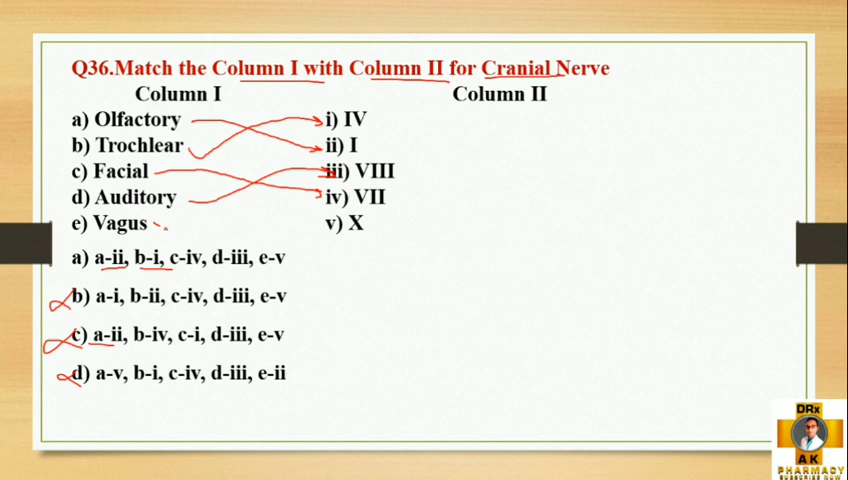 Q36.Match the Column I with Column II for Cranial Nerve
Column I Column II
a) Olfactory i) IV
b) Trochlear ii) I
c) Facial iii) VIII
d) Auditory iv) VII
e) Vagus v) X
a) a-ii, b-i, c-iv, d-iii, e-v
b) a-i, b-ii, c-iv, d-iii, e-v
c) a-ii, b-iv, c-i, d-iii, e-v
d) a-v, b-i, c-iv, d-iii, e-ii
DRx
A K
PHARMACY
SUBSCRIBE NOW